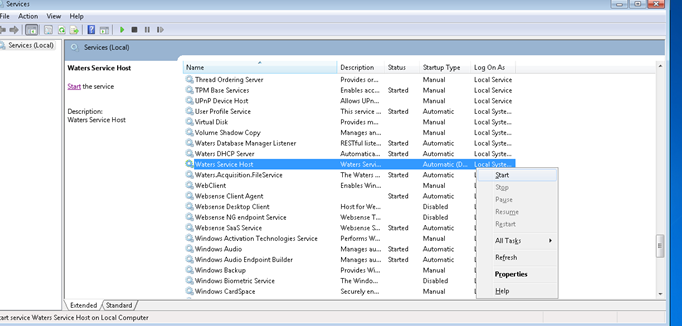 Services
File Action View Help
Services (Local)
Services (Local)
Waters Service Host
Start the service
Description:
Waters Service Host
Name Description Status Startup Type Log On As
Thread Ordering Server Provides or... Manual Local Service
TPM Base Services Enables acc... Started Manual Local Service
UPnP Device Host Allows UPn... Manual Local Service
User Profile Service This service ... Started Automatic Local Syste...
Virtual Disk Provides m... Manual Local Syste...
Volume Shadow Copy Manages an... Manual Local Syste...
Waters Database Manager Listener RESTful liste... Started Automatic Local Syste...
Waters DHCP Server Automatica... Started Automatic Local Syste...
Waters Service Host Waters Servi... Automatic (D... Local Syste...
Waters.Acquisition.FileService The Waters ... Started Automatic
WebClient Enables Win... Manual
Websense Client Agent Started Automatic
Websense Desktop Client Host for We... Disabled
Websense NG endpoint Service Websense T... Disabled
Websense SaaS Service Websense S... Started Automatic
Windows Activation Technologies Service Performs W... Manual
Windows Audio Manages au... Started Automatic
Windows Audio Endpoint Builder Manages au... Started Automatic
Windows Backup Provides Wi... Manual
Windows Biometric Service The Windo... Disabled
Windows CardSpace Securely en... Manual
Start
Stop
Pause
Resume
Restart
All Tasks
Refresh
Properties
Help
Extended Standard
tart service Waters Service Host on Local Computer